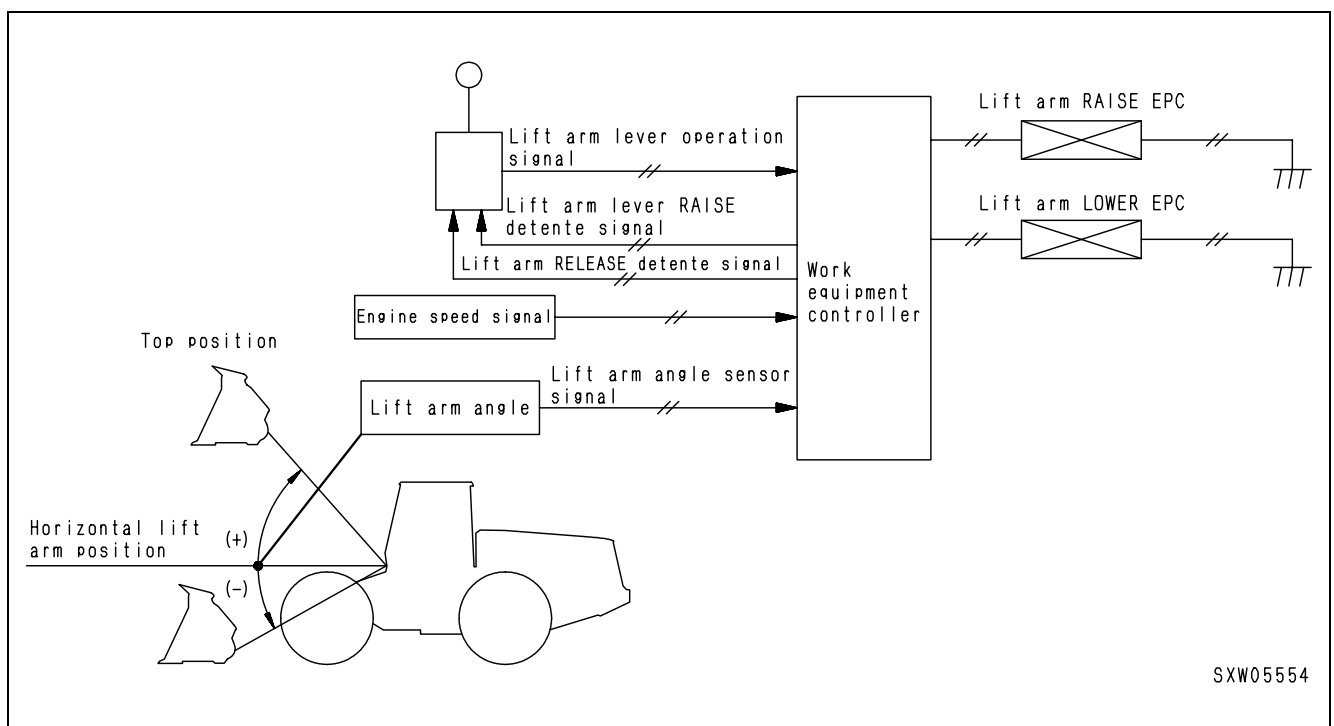 Lift arm RAISE EPC
Lift arm lever operation
signal
Lift arm lever RAISE
detente signal
Lift arm LOWER EPC
Lift arm RELEASE detente signal
Work
equipment
controller
Engine speed signal
Top position
Lift arm angle sensor
signal
Lift arm angle
Horizontal lift
arm position
(+)
(-)
SXW05554